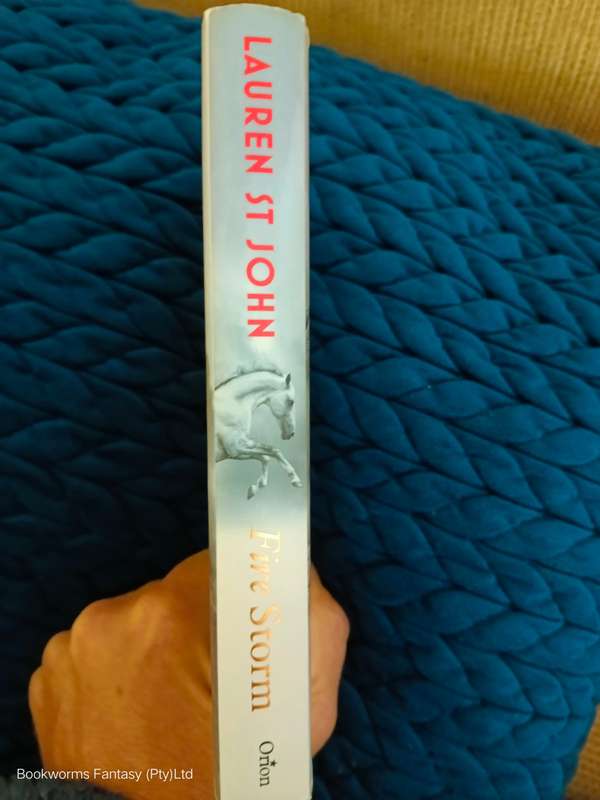 LAUREN ST JOHN
Fire Storm
Orion
Bookworms Fantasy (Pty)Ltd